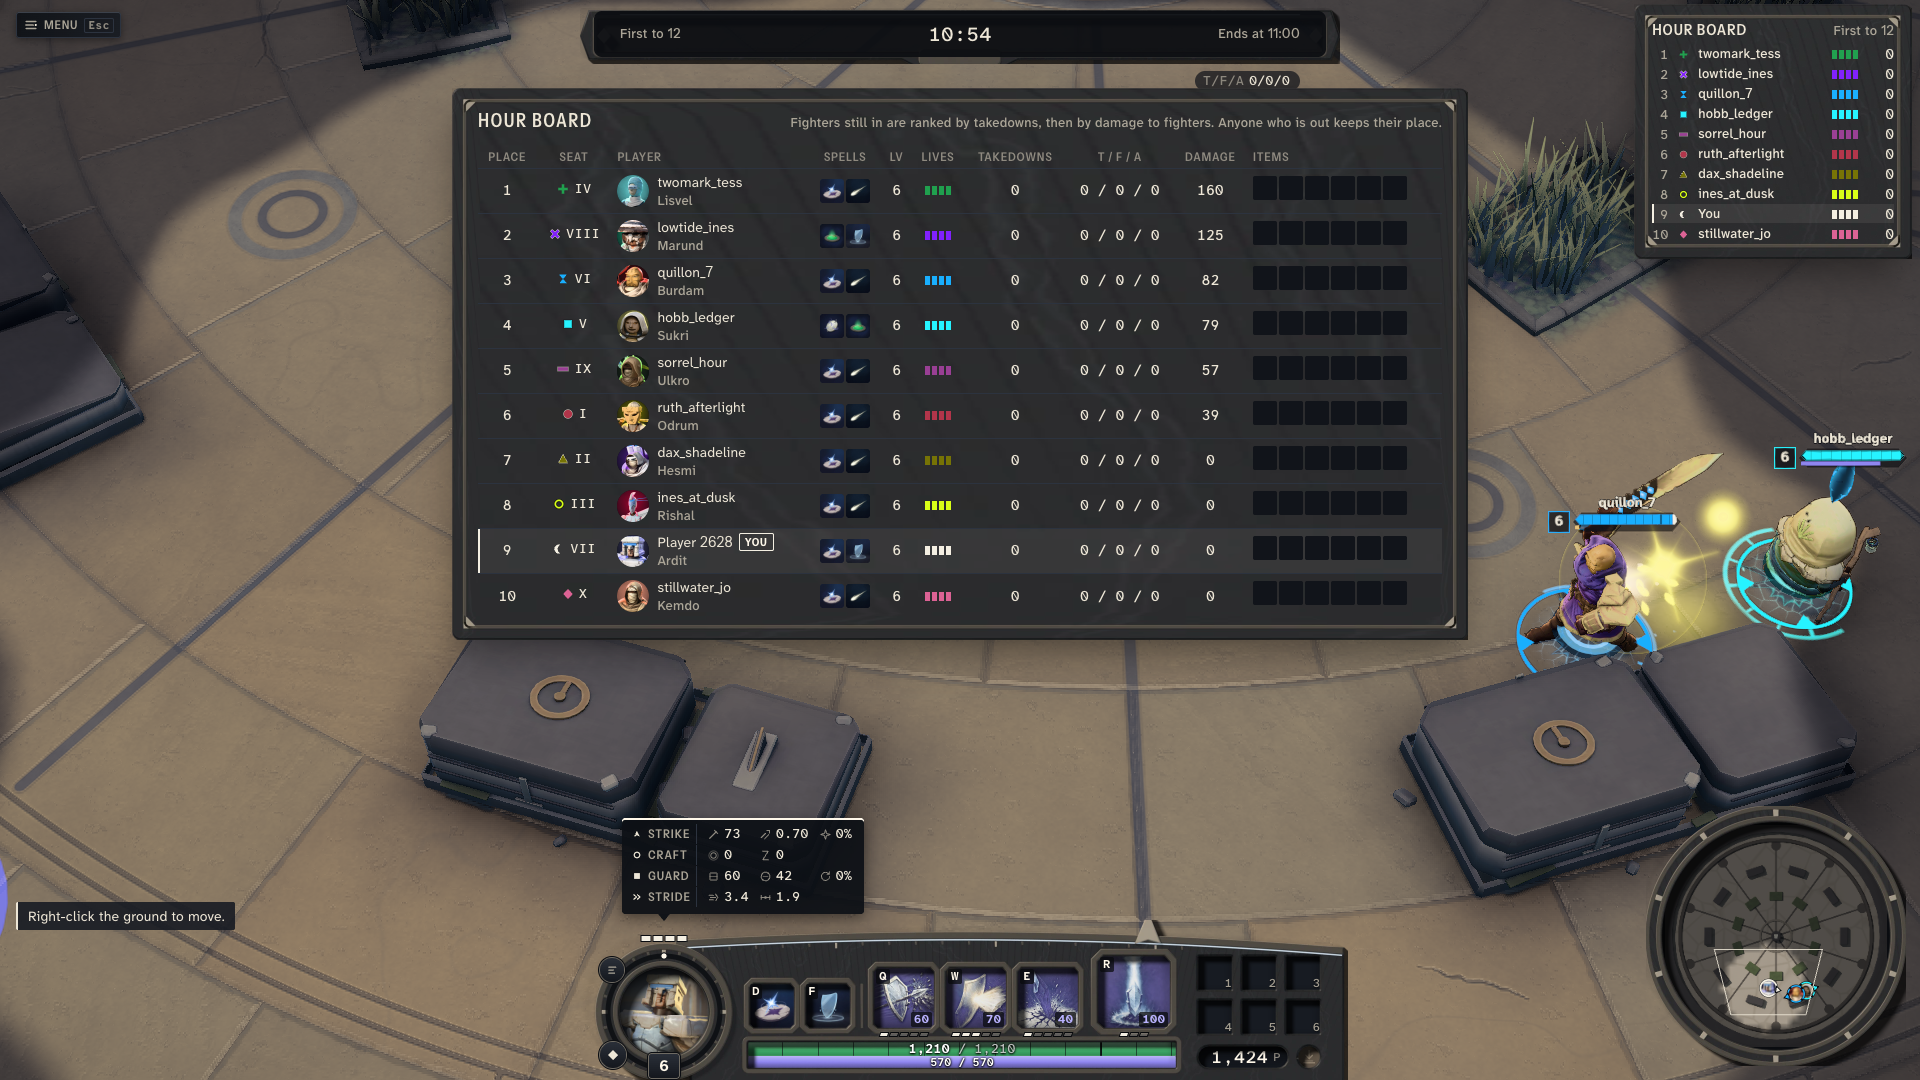 MENU Esc
First to 12
10:54
Ends at 11:00
T/F/A 0/0/0
HOUR BOARD
Fighters still in are ranked by takedowns, then by damage to fighters. Anyone who is out keeps their place.
PLACE SEAT PLAYER SPELLS LV LIVES TAKEDOWNS T / F / A DAMAGE ITEMS
1 IV twomark_tess 6 0 0 / 0 / 0 160
Lisvel
2 VIII lowtide_ines 6 0 0 / 0 / 0 125
Marund
3 VI quillon_7 6 0 0 / 0 / 0 82
Burdam
4 V hobb_ledger 6 0 0 / 0 / 0 79
Sukri
5 IX sorrel_hour 6 0 0 / 0 / 0 57
Ulkro
6 I ruth_afterlight 6 0 0 / 0 / 0 39
Odrum
7 II dax_shadeline 6 0 0 / 0 / 0 0
Hesmi
8 III ines_at_dusk 6 0 0 / 0 / 0 0
Rishal
9 VII Player 2628 YOU 6 0 0 / 0 / 0 0
Ardit
10 X stillwater_jo 6 0 0 / 0 / 0 0
Kemdo
HOUR BOARD First to 12
1 twomark_tess 0
2 lowtide_ines 0
3 quillon_7 0
4 hobb_ledger 0
5 sorrel_hour 0
6 ruth_afterlight 0
7 dax_shadeline 0
8 ines_at_dusk 0
9 You 0
10 stillwater_jo 0
hobb_ledger
6
quillon_7
6
STRIKE 73 0.70 0%
CRAFT 0 0
GUARD 60 42 0%
STRIDE 3.4 1.9
Right-click the ground to move.
6
D
F
Q 60
W 70
E 40
R 100
1,210 / 1,210
570 / 570
1 2 3
4 5 6
1,424 P